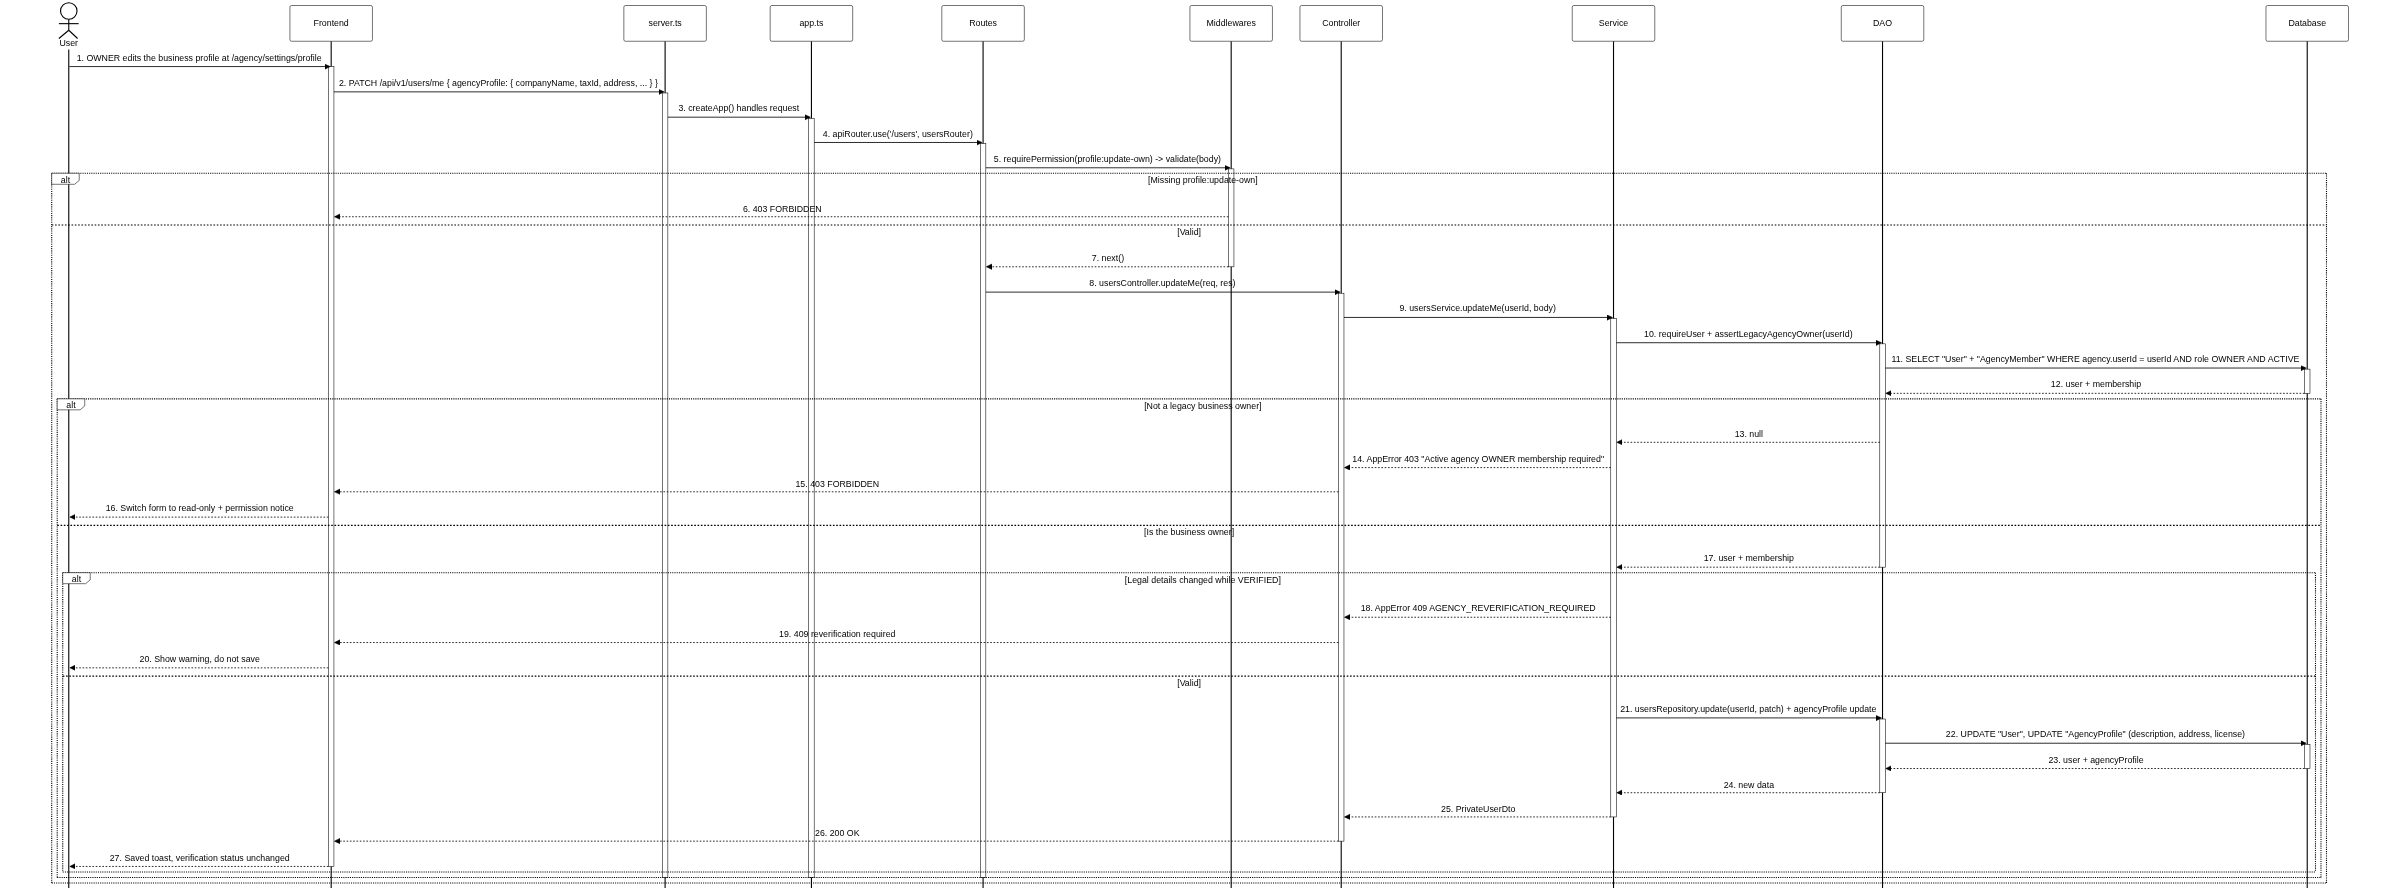 User
Frontend
server.ts
app.ts
Routes
Middlewares
Controller
Service
DAO
Database
1. OWNER edits the business profile at /agency/settings/profile
2. PATCH /api/v1/users/me { agencyProfile: { companyName, taxId, address, ... } }
3. createApp() handles request
4. apiRouter.use('/users', usersRouter)
5. requirePermission(profile:update-own) -> validate(body)
alt
[Missing profile:update-own]
6. 403 FORBIDDEN
[Valid]
7. next()
8. usersController.updateMe(req, res)
9. usersService.updateMe(userId, body)
10. requireUser + assertLegacyAgencyOwner(userId)
11. SELECT "User" + "AgencyMember" WHERE agency.userId = userId AND role OWNER AND ACTIVE
12. user + membership
alt
[Not a legacy business owner]
13. null
14. AppError 403 "Active agency OWNER membership required"
15. 403 FORBIDDEN
16. Switch form to read-only + permission notice
[Is the business owner]
17. user + membership
alt
[Legal details changed while VERIFIED]
18. AppError 409 AGENCY_REVERIFICATION_REQUIRED
19. 409 reverification required
20. Show warning, do not save
[Valid]
21. usersRepository.update(userId, patch) + agencyProfile update
22. UPDATE "User", UPDATE "AgencyProfile" (description, address, license)
23. user + agencyProfile
24. new data
25. PrivateUserDto
26. 200 OK
27. Saved toast, verification status unchanged